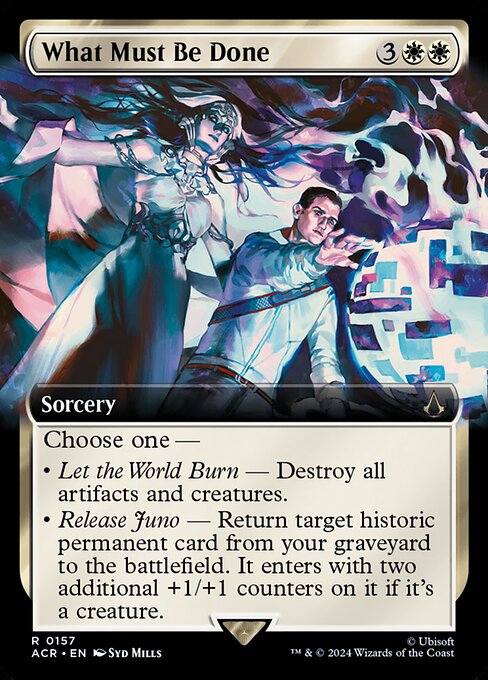 What Must Be Done 3
Sorcery
Choose one —
• Let the World Burn — Destroy all
artifacts and creatures.
• Release Juno — Return target historic
permanent card from your graveyard
to the battlefield. It enters with two
additional +1/+1 counters on it if it's
a creature.
R 0157
ACR • EN Syd Mills
© Ubisoft
™ & © 2024 Wizards of the Coast